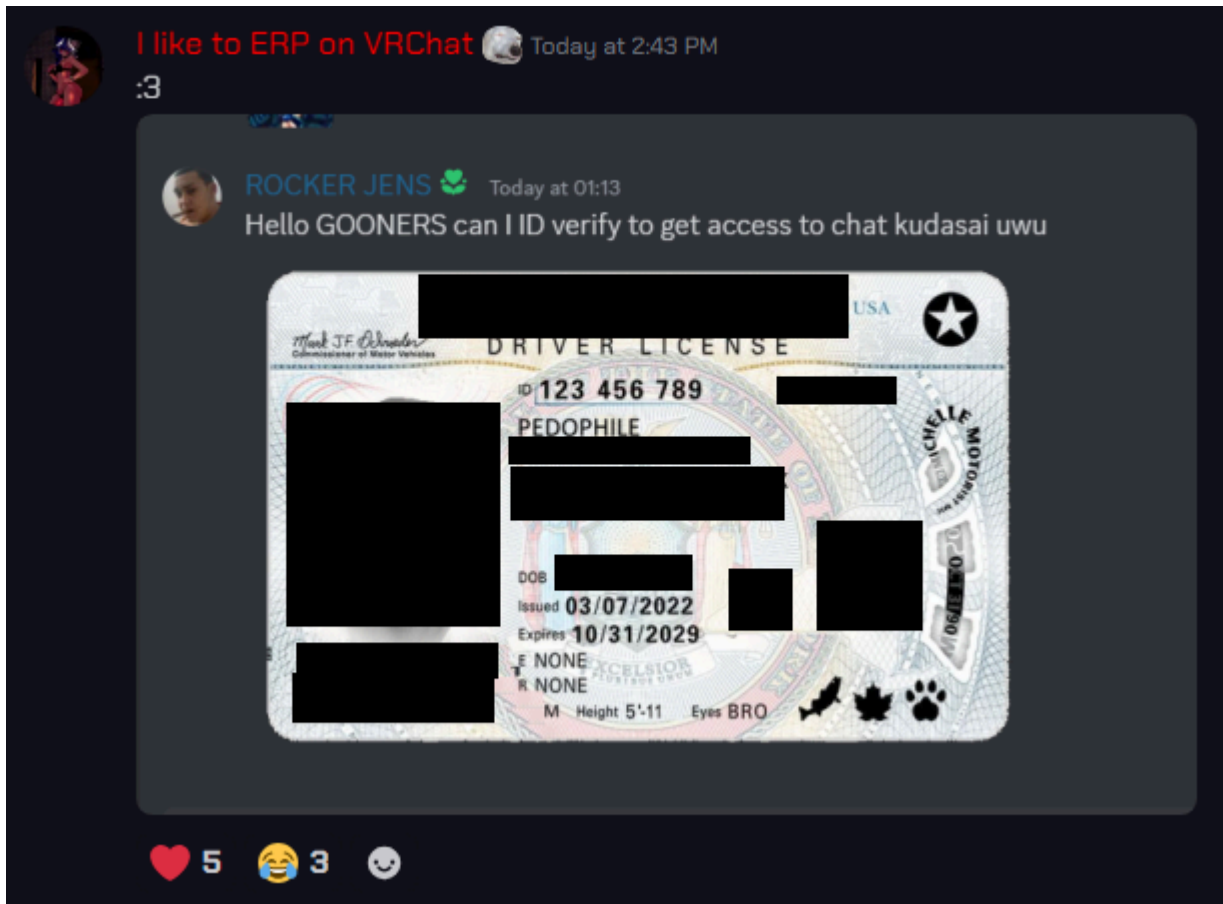 I like to ERP on VRChat Today at 2:43 PM
:3
ROCKER JENS Today at 01:13
Hello GOONERS can I ID verify to get access to chat kudasai uwu
USA
Commissioner of Motor Vehicles
DRIVER LICENSE
ID 123 456 789
PEDOPHILE
MICHELLE MOTORIST
DOB
Issued 03/07/2022
Expires 10/31/2029
E NONE
EXCELSIOR
R NONE
M Height 5'-11 Eyes BRO
5 3